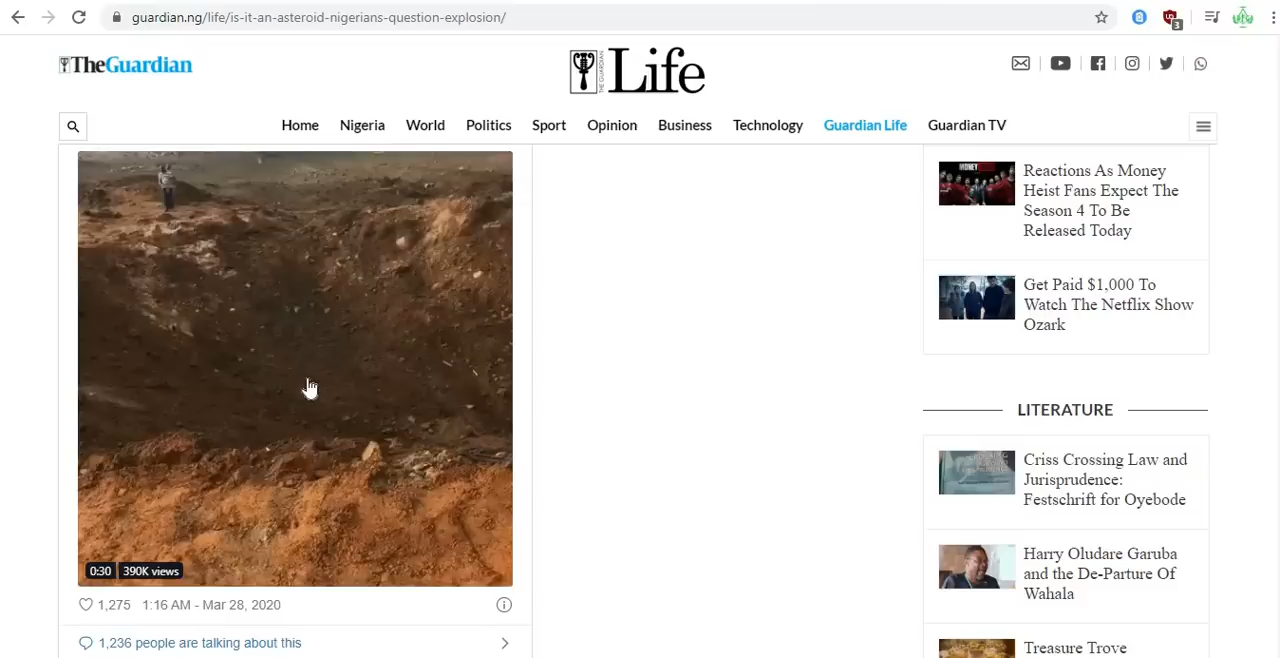 guardian.ng/life/is-it-an-asteroid-nigerians-question-explosion/
3
TheGuardian
THE GUARDIAN
Life
Home Nigeria World Politics Sport Opinion Business Technology Guardian Life Guardian TV
0:30 390K views
1,275 1:16 AM - Mar 28, 2020
1,236 people are talking about this
Reactions As Money
Heist Fans Expect The
Season 4 To Be
Released Today
Get Paid $1,000 To
Watch The Netflix Show
Ozark
LITERATURE
Criss Crossing Law and
Jurisprudence:
Festschrift for Oyebode
Harry Oludare Garuba
and the De-Parture Of
Wahala
Treasure Trove